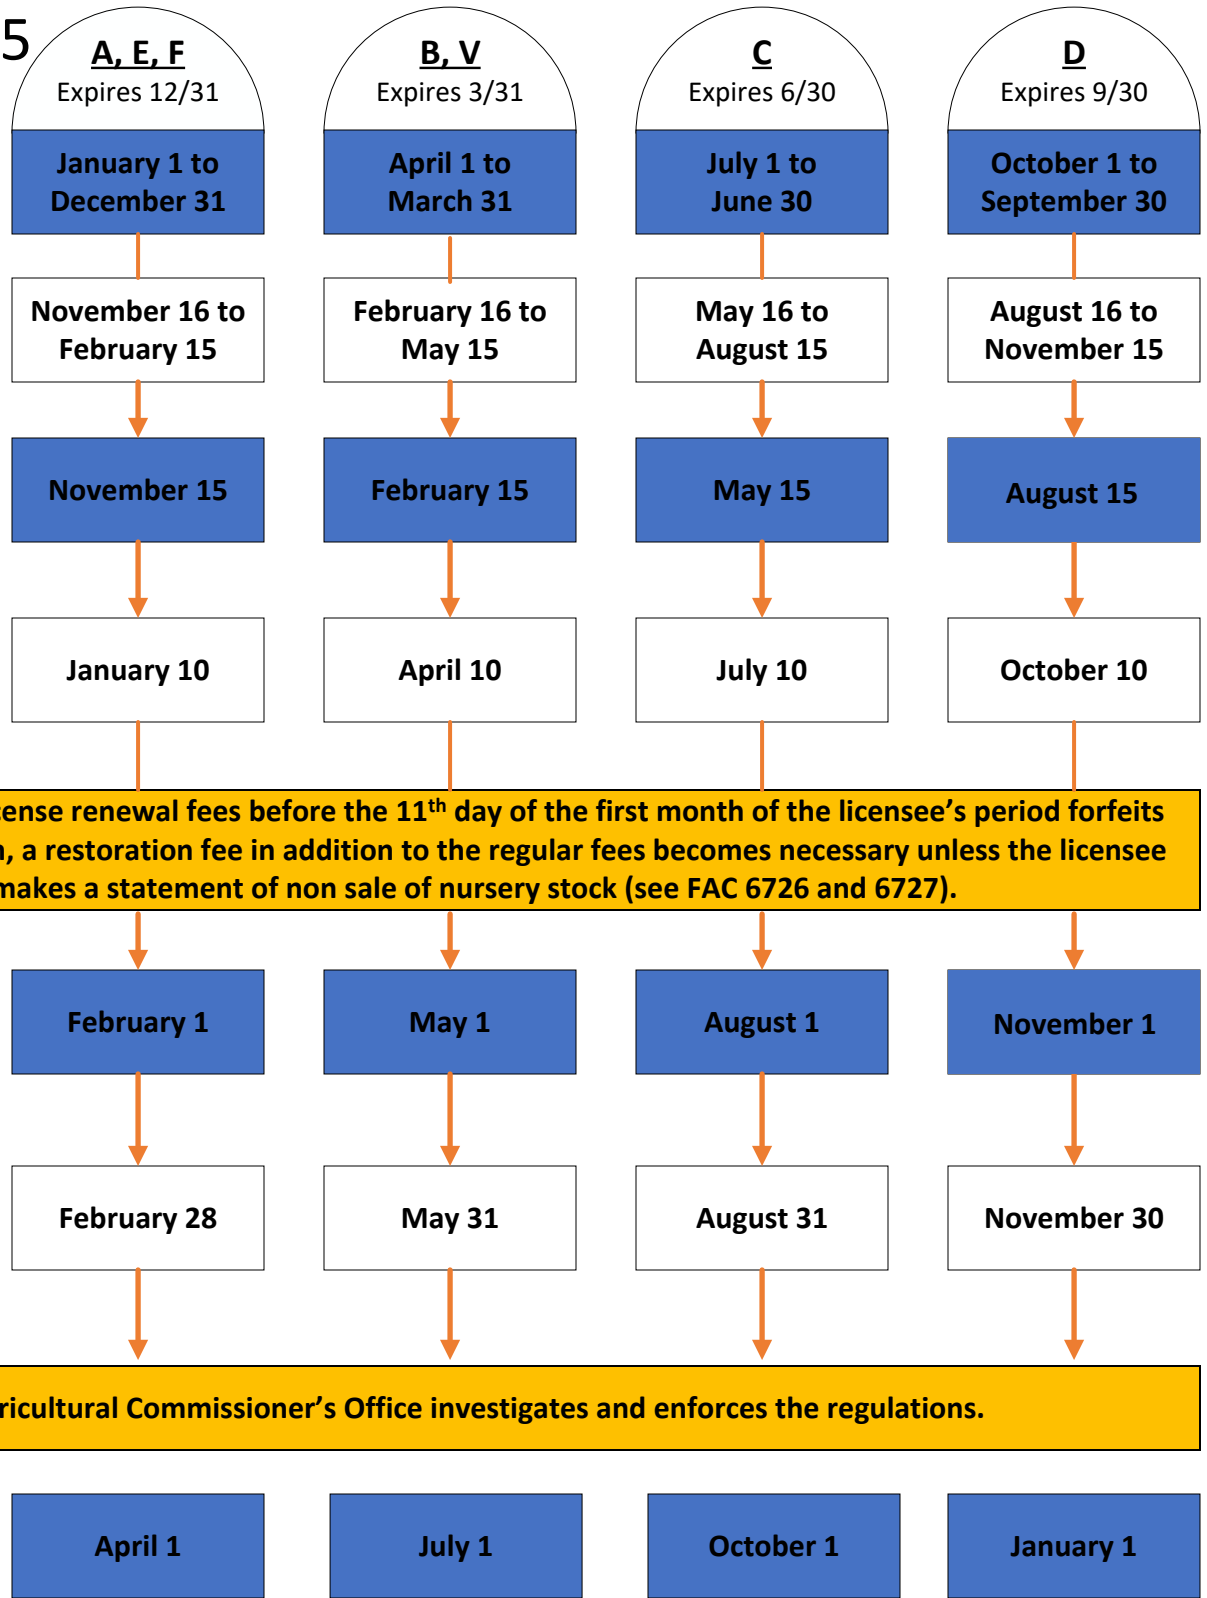 5
A, E, F
Expires 12/31
B, V
Expires 3/31
C
Expires 6/30
D
Expires 9/30
January 1 to
December 31
April 1 to
March 31
July 1 to
June 30
October 1 to
September 30
November 16 to
February 15
February 16 to
May 15
May 16 to
August 15
August 16 to
November 15
November 15
February 15
May 15
August 15
January 10
April 10
July 10
October 10
cense renewal fees before the 11th day of the first month of the licensee’s period forfeits
, a restoration fee in addition to the regular fees becomes necessary unless the licensee
makes a statement of non sale of nursery stock (see FAC 6726 and 6727).
February 1
May 1
August 1
November 1
February 28
May 31
August 31
November 30
ricultural Commissioner’s Office investigates and enforces the regulations.
April 1
July 1
October 1
January 1